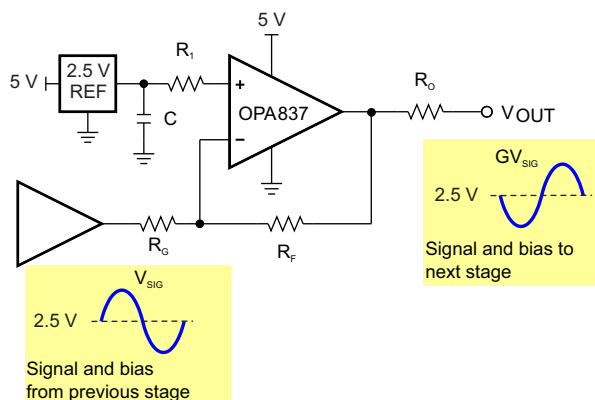 5 V
R1
5 V
2.5 V
REF
+
OPA837
−
C
RO
VOUT
GVSIG
2.5 V
Signal and bias to
next stage
RG
RF
VSIG
2.5 V
Signal and bias
from previous stage